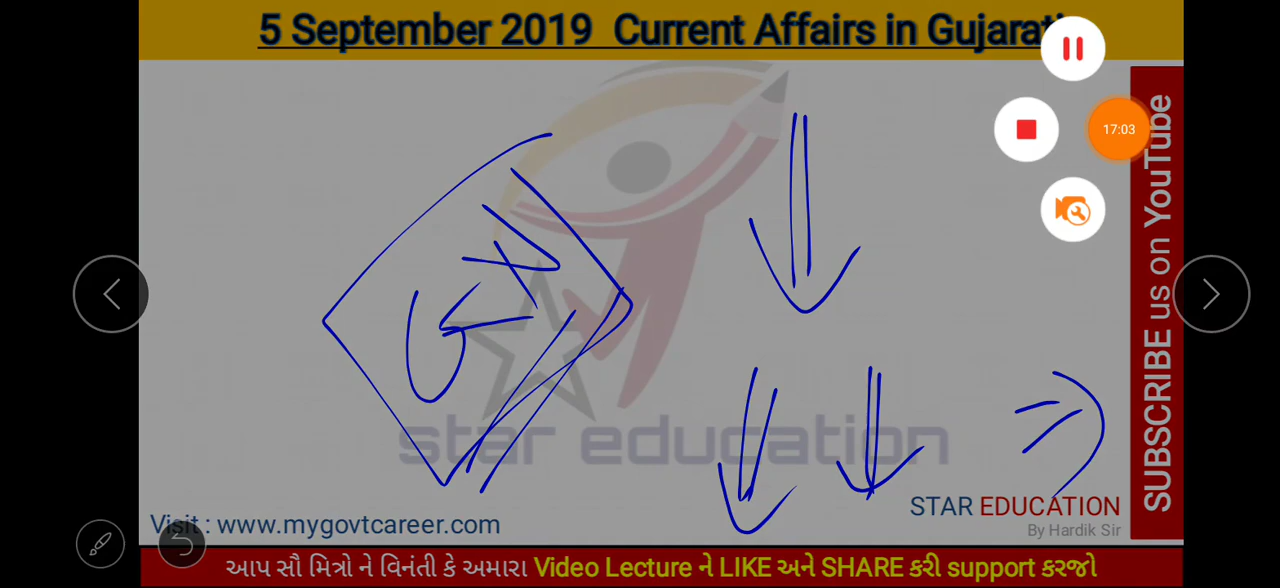 5 September 2019 Current Affairs in Gujarati
17:03
SUBSCRIBE us on YouTube
star education
STAR EDUCATION
By Hardik Sir
Visit : www.mygovtcareer.com
આપ સૌ મિત્રો ને વિનંતી કે અમારા Video Lecture ને LIKE અને SHARE કરી support કરજો